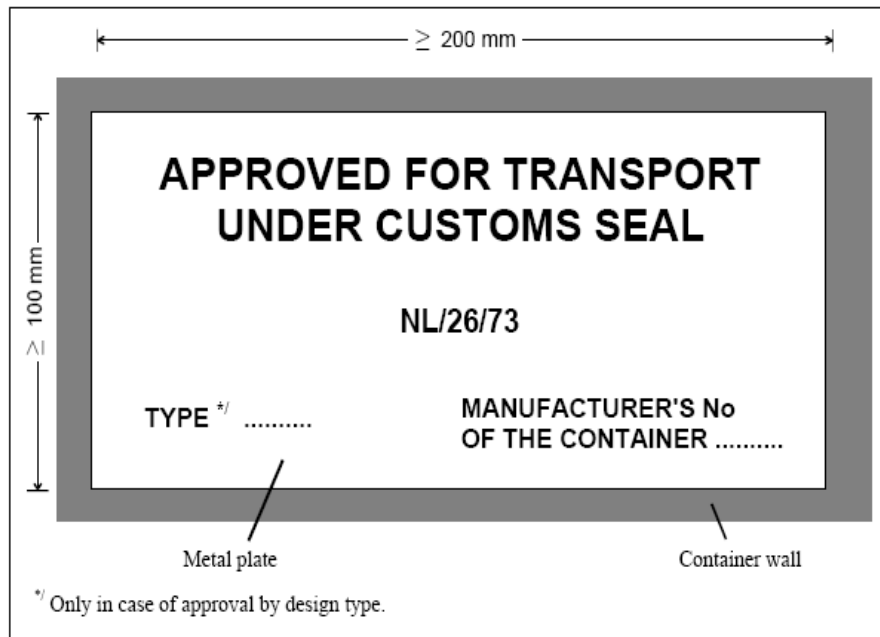 ≥ 200 mm
≥ 100 mm
APPROVED FOR TRANSPORT
UNDER CUSTOMS SEAL
NL/26/73
TYPE */ ..........
MANUFACTURER'S No
OF THE CONTAINER ..........
Metal plate
Container wall
*/ Only in case of approval by design type.